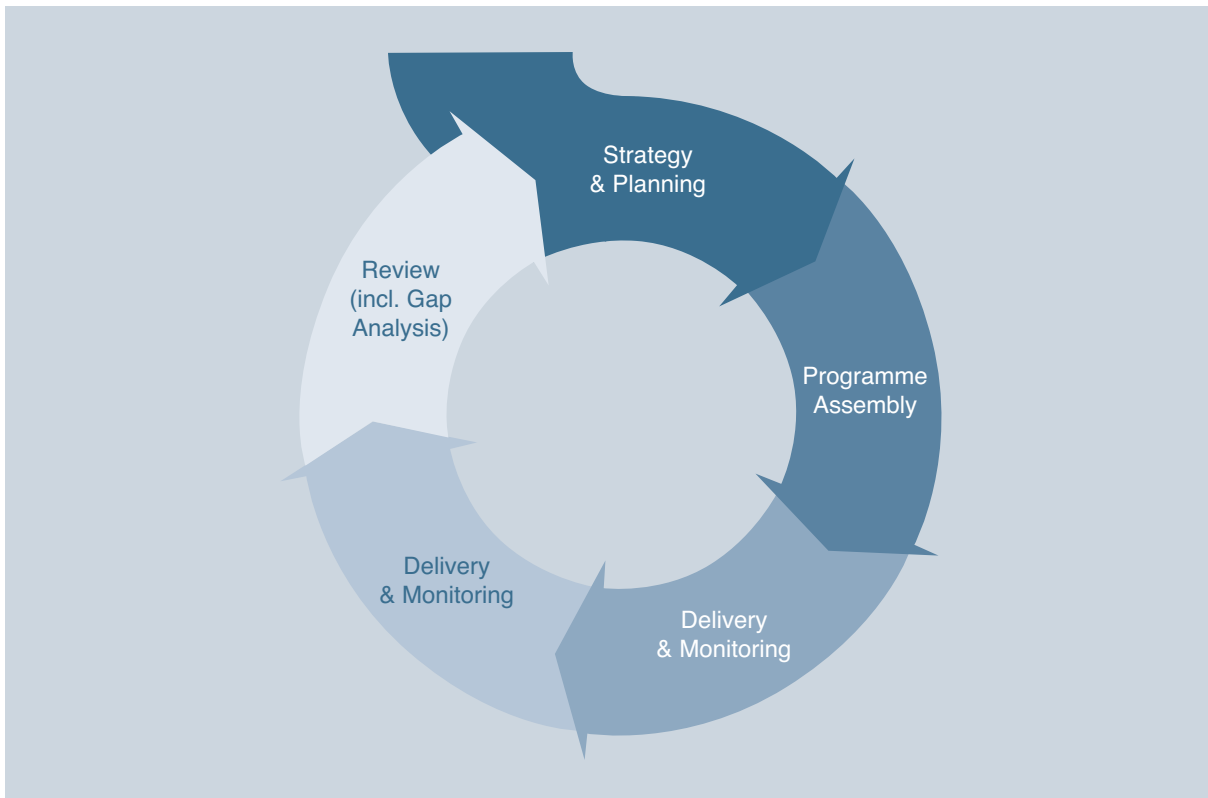 Strategy
& Planning
Programme
Assembly
Delivery
& Monitoring
Delivery
& Monitoring
Review
(incl. Gap
Analysis)